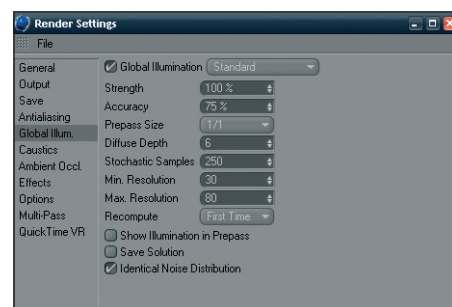 Render Settings
File
General
Output
Save
Antialiasing
Global Illum.
Caustics
Ambient Occl.
Effects
Options
Multi-Pass
QuickTime VR
Global Illumination Standard
Strength 100 %
Accuracy 75 %
Prepass Size 1/1
Diffuse Depth 6
Stochastic Samples 250
Min. Resolution 30
Max. Resolution 80
Recompute First Time
Show Illumination in Prepass
Save Solution
Identical Noise Distribution